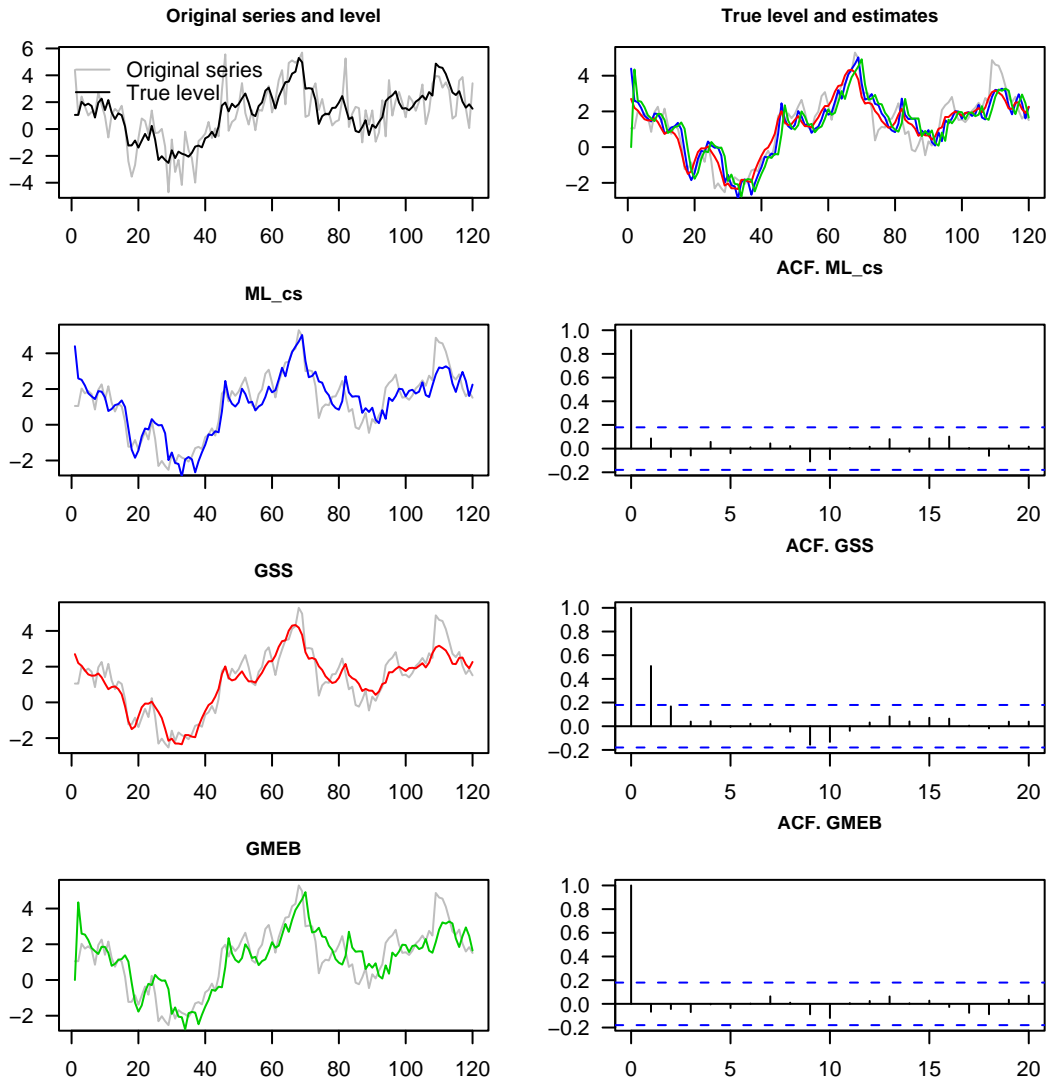 Original series and level
6
4
2
0
−2
−4
Original series
True level
0 20 40 60 80 100 120
True level and estimates
4
2
0
−2
0 20 40 60 80 100 120
ML_cs
4
2
0
−2
0 20 40 60 80 100 120
ACF. ML_cs
1.0
0.8
0.6
0.4
0.2
0.0
−0.2
0 5 10 15 20
GSS
4
2
0
−2
0 20 40 60 80 100 120
ACF. GSS
1.0
0.8
0.6
0.4
0.2
0.0
−0.2
0 5 10 15 20
GMEB
4
2
0
−2
0 20 40 60 80 100 120
ACF. GMEB
1.0
0.8
0.6
0.4
0.2
0.0
−0.2
0 5 10 15 20